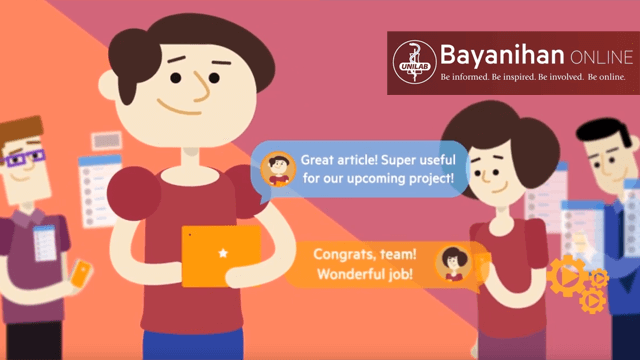 Bayanihan ONLINE
UNILAB
Be informed. Be inspired. Be involved. Be online.
Great article! Super useful
for our upcoming project!
Congrats, team!
Wonderful job!